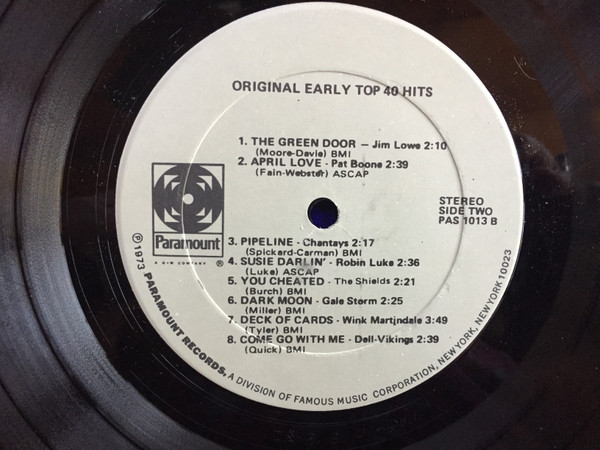 ORIGINAL EARLY TOP 40 HITS
1. THE GREEN DOOR – Jim Lowe 2:10
(Moore-Davie) BMI
2. APRIL LOVE - Pat Boone 2:39
(Fain-Webster) ASCAP
STEREO
SIDE TWO
PAS 1013 B
Paramount
A G+W COMPANY
®
3. PIPELINE - Chantays 2:17
(Spickard-Carman) BMI
4. SUSIE DARLIN' - Robin Luke 2:36
(Luke) ASCAP
5. YOU CHEATED - The Shields 2:21
(Burch) BMI
6. DARK MOON - Gale Storm 2:25
(Miller) BMI
7. DECK OF CARDS - Wink Martindale 3:49
(Tyler) BMI
8. COME GO WITH ME - Dell-Vikings 2:39
(Quick) BMI
℗ 1973 PARAMOUNT RECORDS, A DIVISION OF FAMOUS MUSIC CORPORATION, NEW YORK, NEW YORK 10023